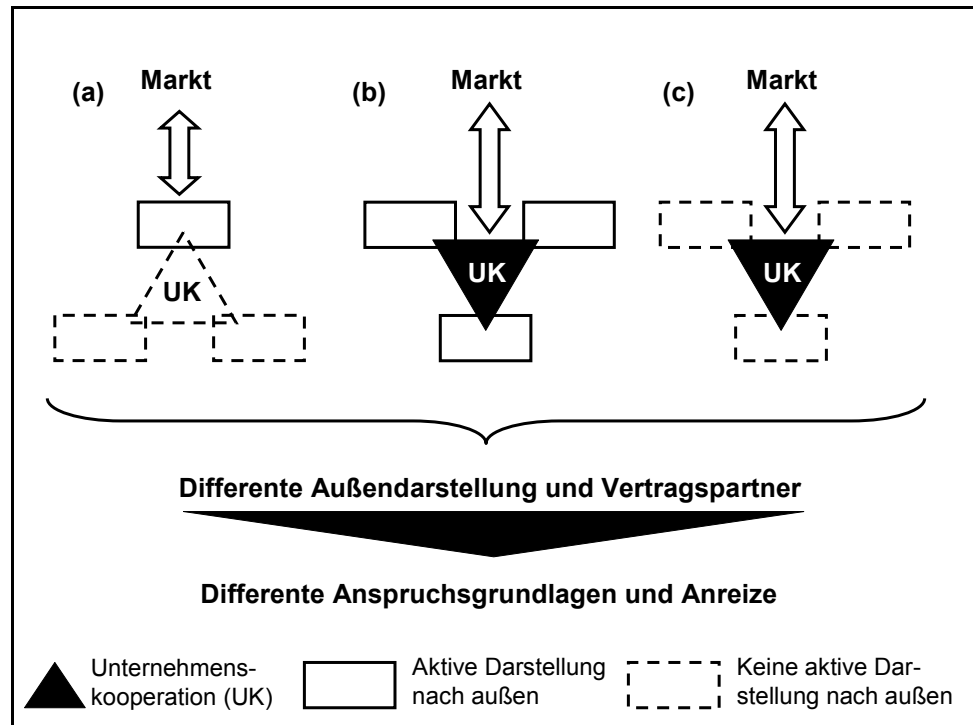 (a) Markt (b) Markt (c) Markt
UK UK UK
Differente Außendarstellung und Vertragspartner
Differente Anspruchsgrundlagen und Anreize
Unternehmens-
kooperation (UK)
Aktive Darstellung
nach außen
Keine aktive Dar-
stellung nach außen